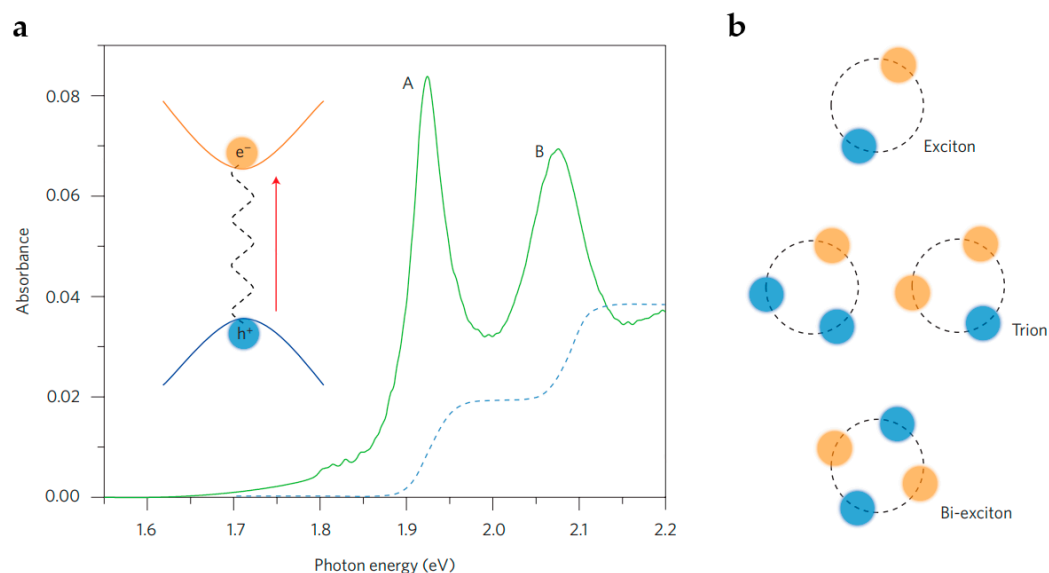 a
b
0.08
0.06
0.04
0.02
0.00
Absorbance
A
B
e⁻
h⁺
1.6 1.7 1.8 1.9 2.0 2.1 2.2
Photon energy (eV)
Exciton
Trion
Bi-exciton